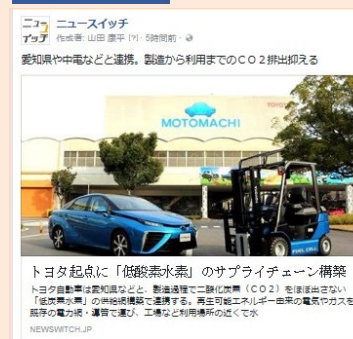 ニュー
スイッチ
ニュースイッチ
作成者: 山田 康平 [?]・5時間前・
愛知県や中電などと連携。製造から利用までのＣＯ２排出抑える
TOYO
MOTOMACHI
FUEL CELL
トヨタ起点に「低酸素水素」のサプライチェーン構築
トヨタ自動車は愛知県などと、製造過程で二酸化炭素（ＣＯ２）をほぼ出さない
「低炭素水素」の供給網構築で連携する。再生可能エネルギー由来の電気やガスを
既存の電力網・導管で運び、工場など利用場所の近くで水
NEWSWITCH.JP